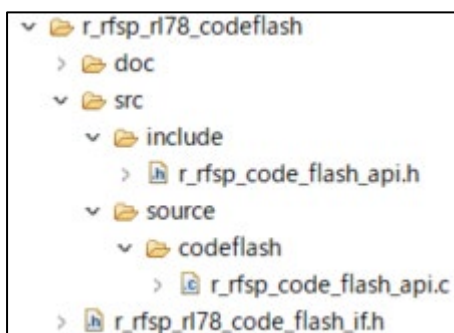 r_rfsp_rl78_codeflash
doc
src
include
r_rfsp_code_flash_api.h
source
codeflash
r_rfsp_code_flash_api.c
r_rfsp_rl78_code_flash_if.h